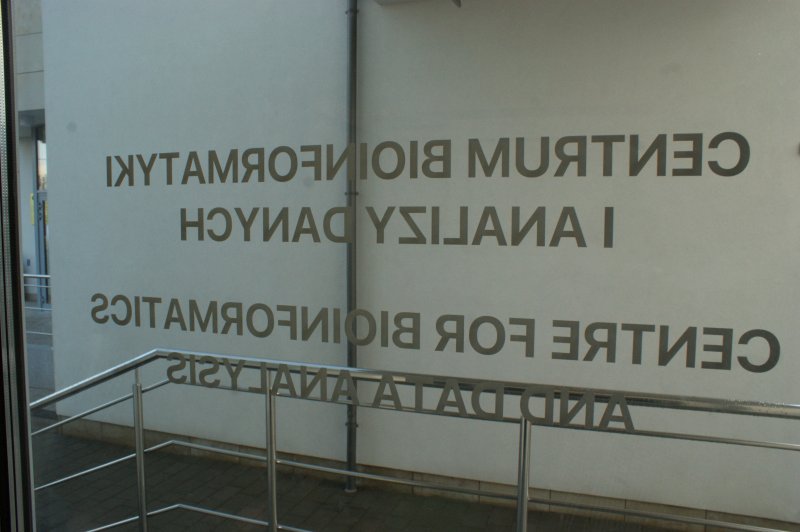 CENTRUM BIOINFORMATYKI
I ANALIZY DANYCH
CENTRE FOR BIOINFORMATICS
AND DATA ANALYSIS